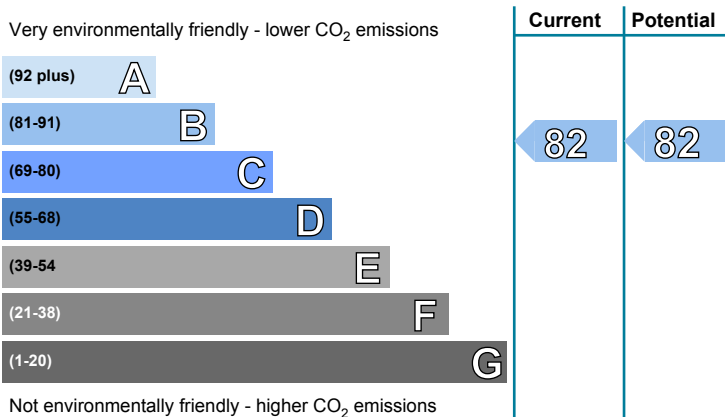 Very environmentally friendly - lower CO2 emissions
Current
Potential
(92 plus) A
(81-91) B
82
82
(69-80) C
(55-68) D
(39-54 E
(21-38) F
(1-20) G
Not environmentally friendly - higher CO2 emissions